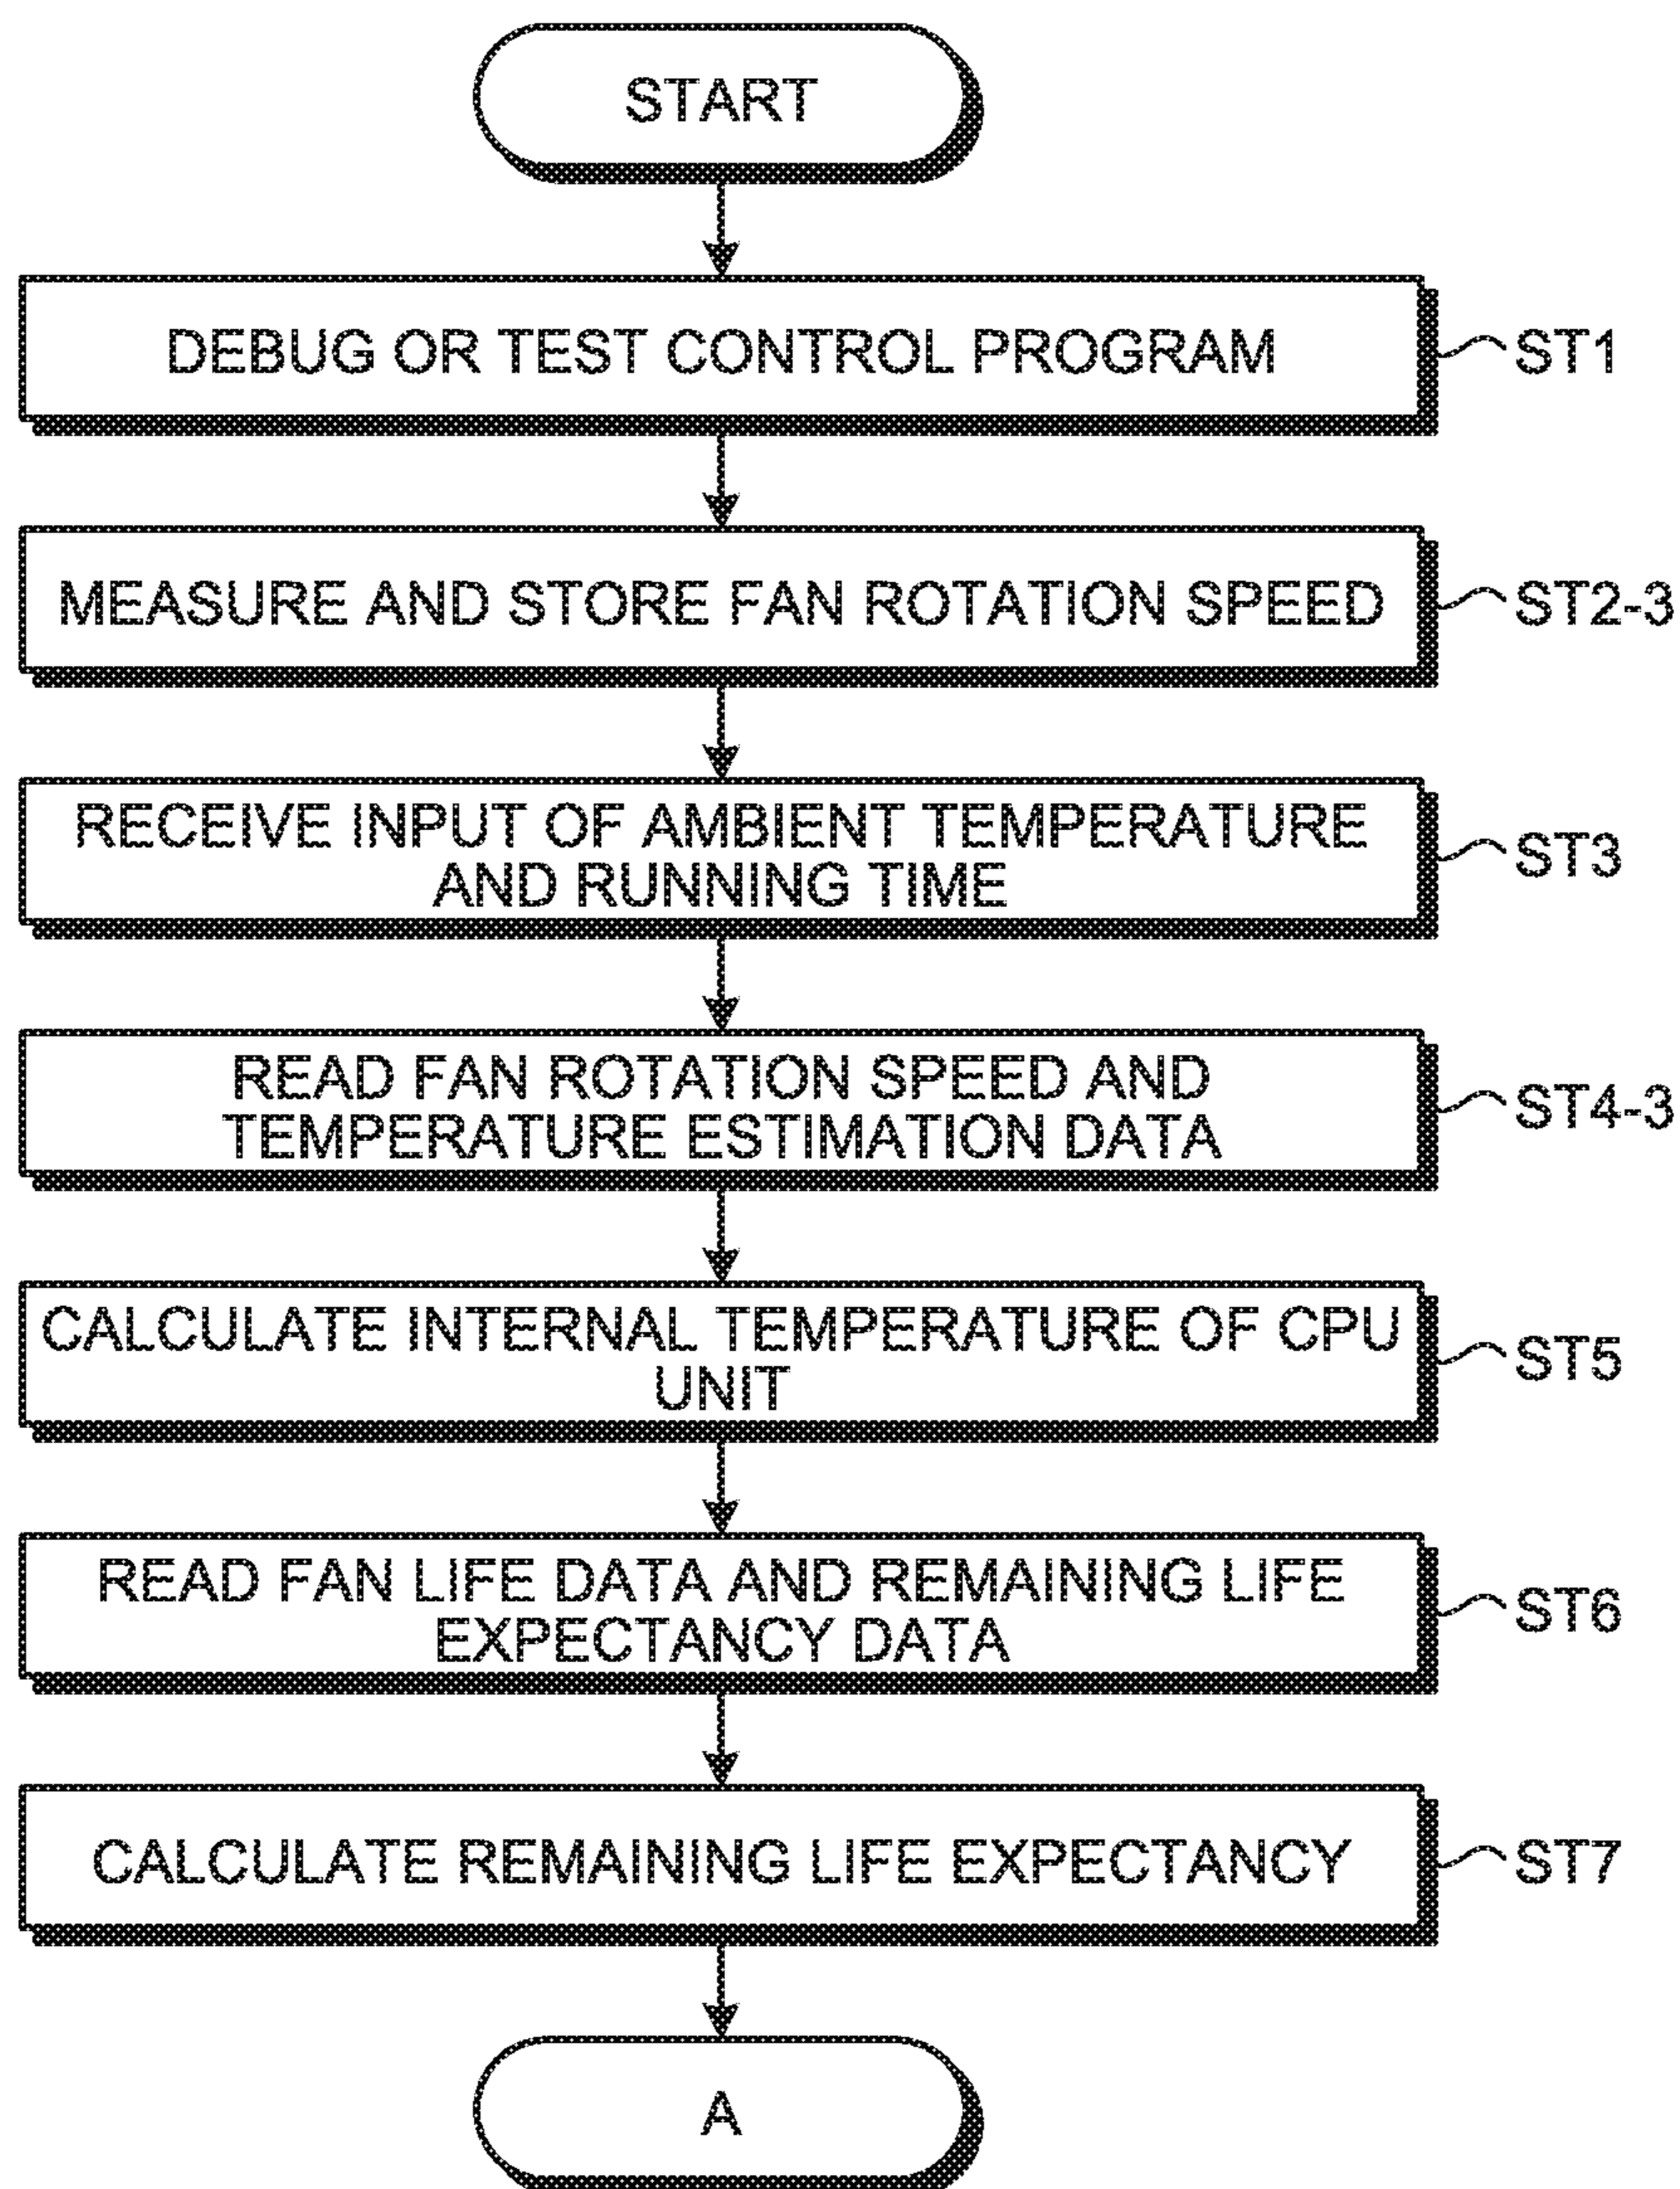 START
DEBUG OR TEST CONTROL PROGRAM
ST1
MEASURE AND STORE FAN ROTATION SPEED
ST2-3
RECEIVE INPUT OF AMBIENT TEMPERATURE
AND RUNNING TIME
ST3
READ FAN ROTATION SPEED AND
TEMPERATURE ESTIMATION DATA
ST4-3
CALCULATE INTERNAL TEMPERATURE OF CPU
UNIT
ST5
READ FAN LIFE DATA AND REMAINING LIFE
EXPECTANCY DATA
ST6
CALCULATE REMAINING LIFE EXPECTANCY
ST7
A